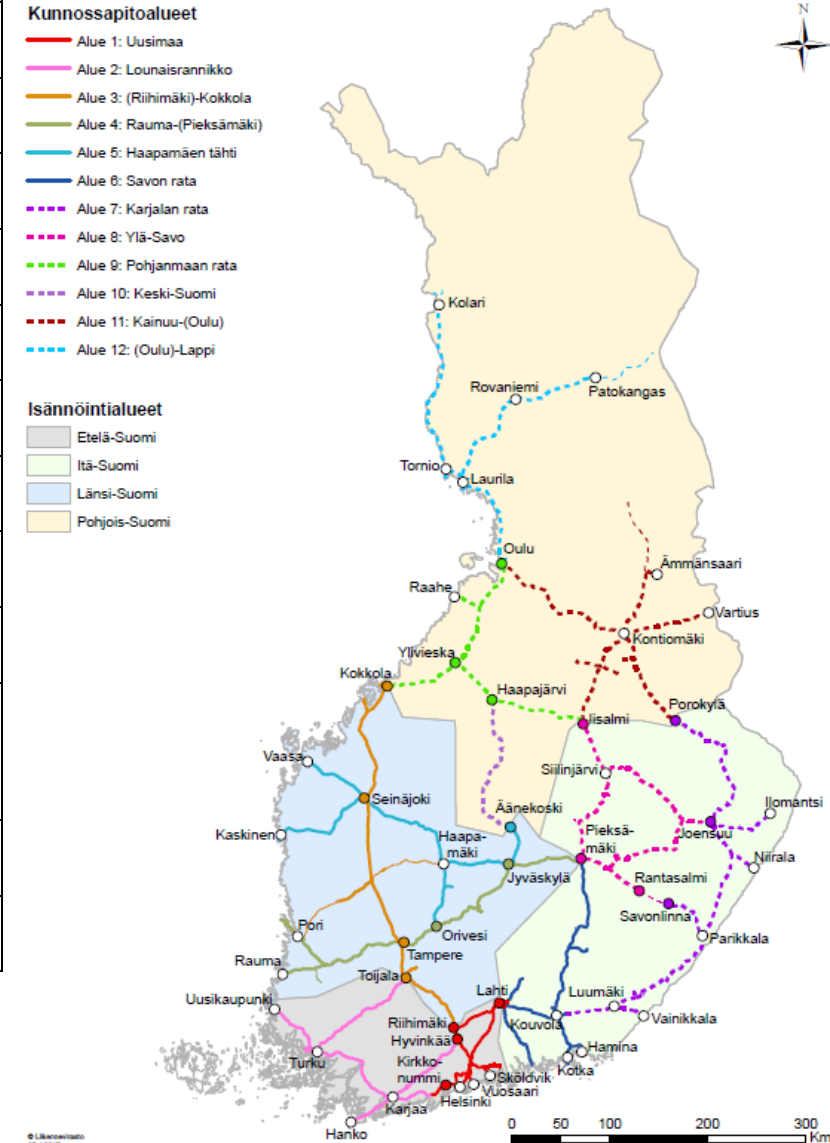 Kunnossapitoalueet
Alue 1: Uusimaa
Alue 2: Lounaisrannikko
Alue 3: (Riihimäki)-Kokkola
Alue 4: Rauma-(Pieksämäki)
Alue 5: Haapamäen tähti
Alue 6: Savon rata
Alue 7: Karjalan rata
Alue 8: Ylä-Savo
Alue 9: Pohjanmaan rata
Alue 10: Keski-Suomi
Alue 11: Kainuu-(Oulu)
Alue 12: (Oulu)-Lappi
Isännöintialueet
Etelä-Suomi
Itä-Suomi
Länsi-Suomi
Pohjois-Suomi
N
Kolari
Rovaniemi
Patokangas
Tornio
Laurila
Oulu
Ämmänsaari
Raahe
Vartius
Kontiomäki
Ylivieska
Kokkola
Haapajärvi
Porokylä
Iisalmi
Vaasa
Siilinjärvi
Seinäjoki
Ilomantsi
Äänekoski
Kaskinen
Haapa-
mäki
Pieksä-
mäki
Joensuu
Niirala
Jyväskylä
Rantasalmi
Savonlinna
Pori
Orivesi
Parikkala
Tampere
Rauma
Toijala
Lahti
Luumäki
Uusikaupunki
Riihimäki
Kouvola
Vainikkala
Hyvinkää
Turku
Kirkko-
nummi
Hamina
Sköldvik
Kotka
Vuosaari
Helsinki
Karjaa
Hanko
0 50 100 200 300
Km
© Liikennevirasto